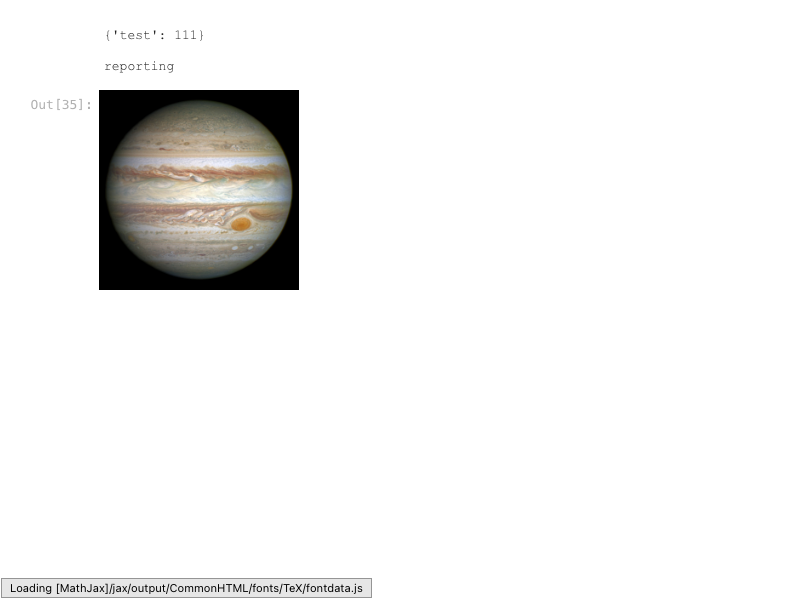 {'test': 111}
reporting
Out[35]:
Loading [MathJax]/jax/output/CommonHTML/fonts/TeX/fontdata.js